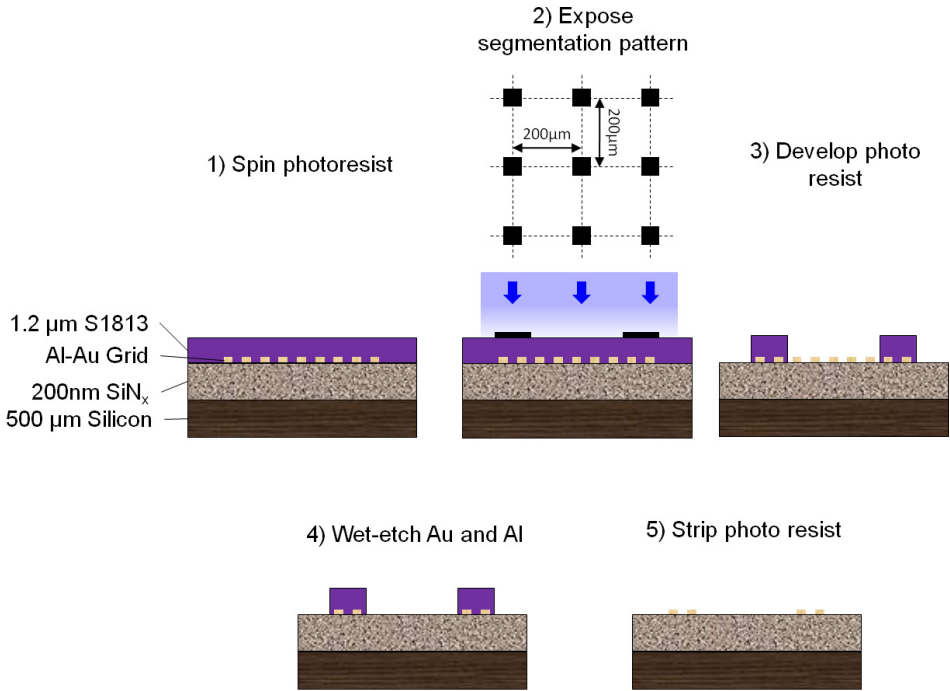 1) Spin photoresist
2) Expose
segmentation pattern
200µm
200µm
3) Develop photo
resist
1.2 µm S1813
Al-Au Grid
200nm SiNₓ
500 µm Silicon
4) Wet-etch Au and Al
5) Strip photo resist